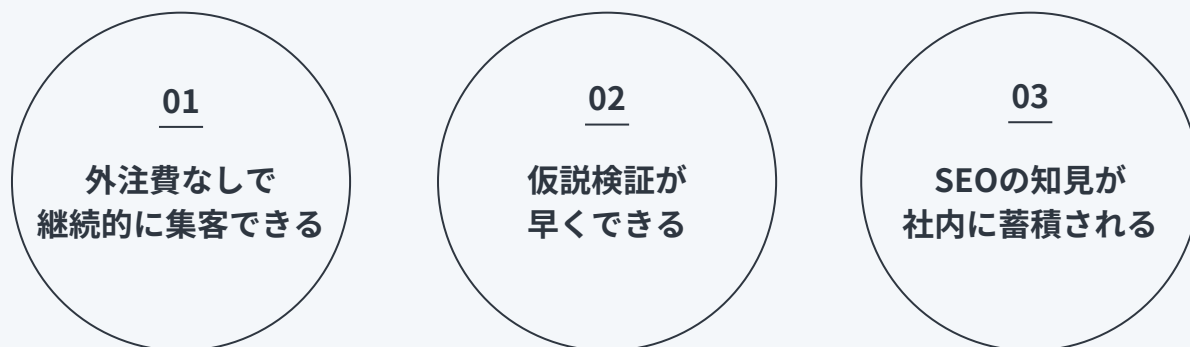 01
外注費なしで
継続的に集客できる
02
仮説検証が
早くできる
03
SEOの知見が
社内に蓄積される